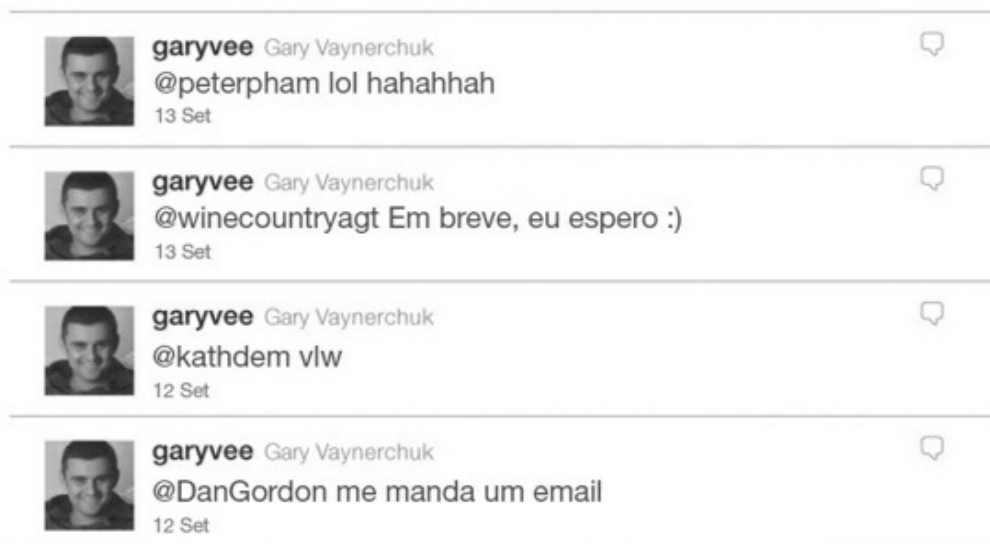 garyvee Gary Vaynerchuk
@peterpham lol hahahhah
13 Set
garyvee Gary Vaynerchuk
@winecountryagt Em breve, eu espero :)
13 Set
garyvee Gary Vaynerchuk
@kathdem vlw
12 Set
garyvee Gary Vaynerchuk
@DanGordon me manda um email
12 Set